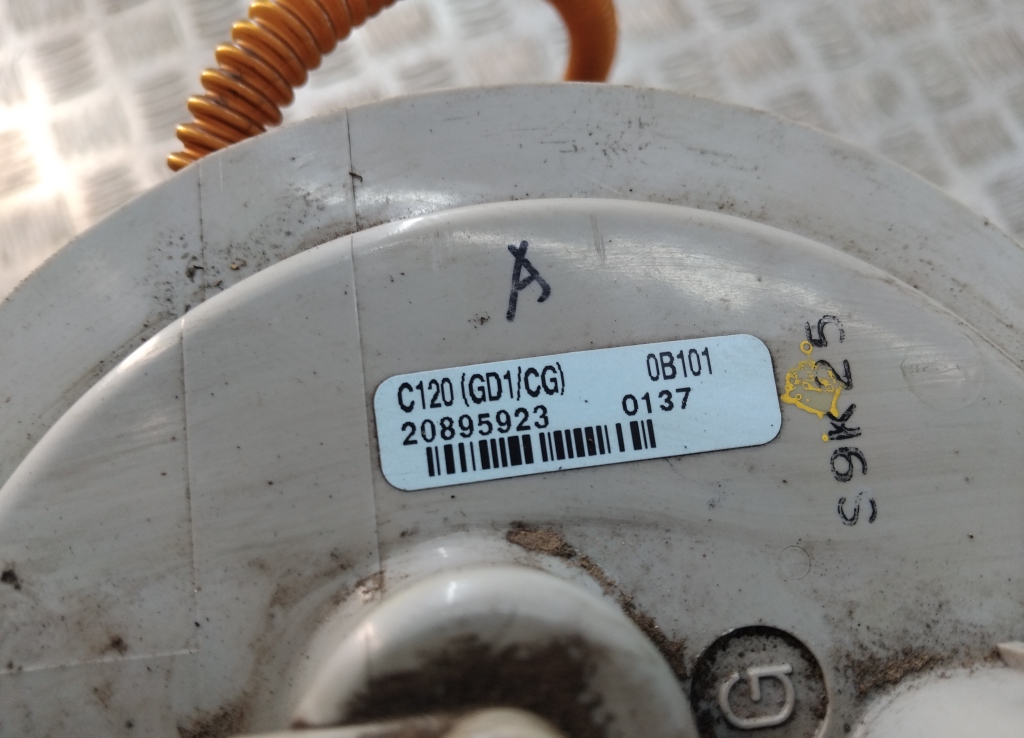 A
C120 (GD1/CG) 0B101
20895923 0137
S9K25
G